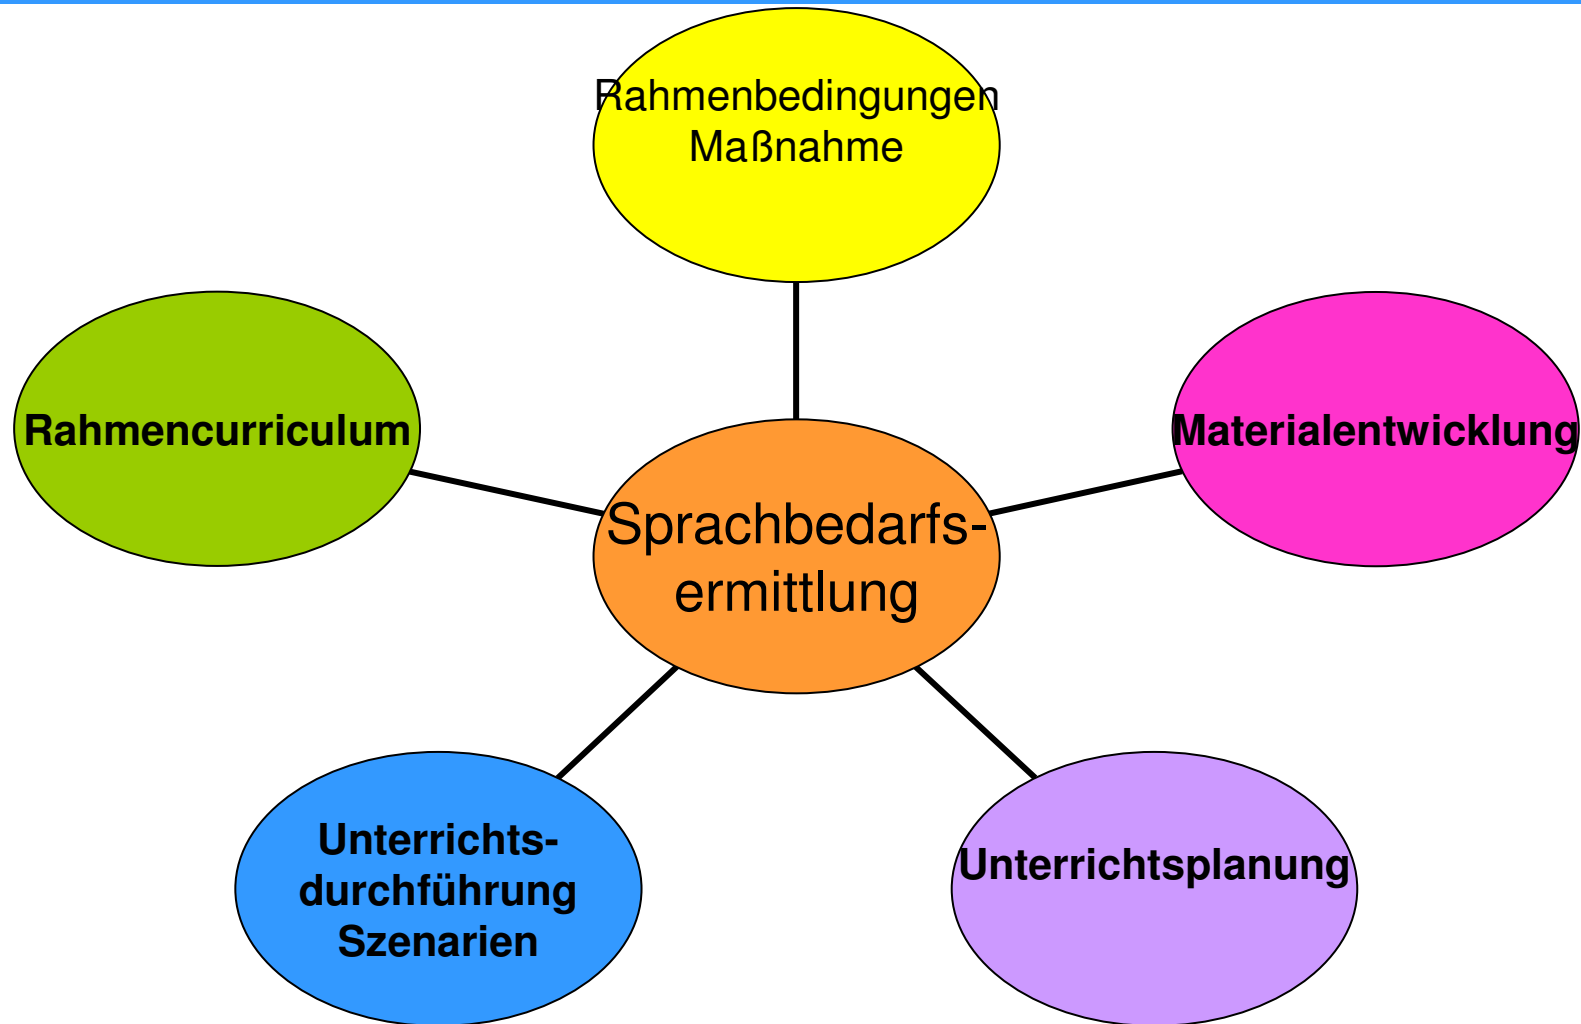 Rahmenbedingungen
Maßnahme
Rahmencurriculum
Materialentwicklung
Sprachbedarfs-
ermittlung
Unterrichts-
durchführung
Szenarien
Unterrichtsplanung